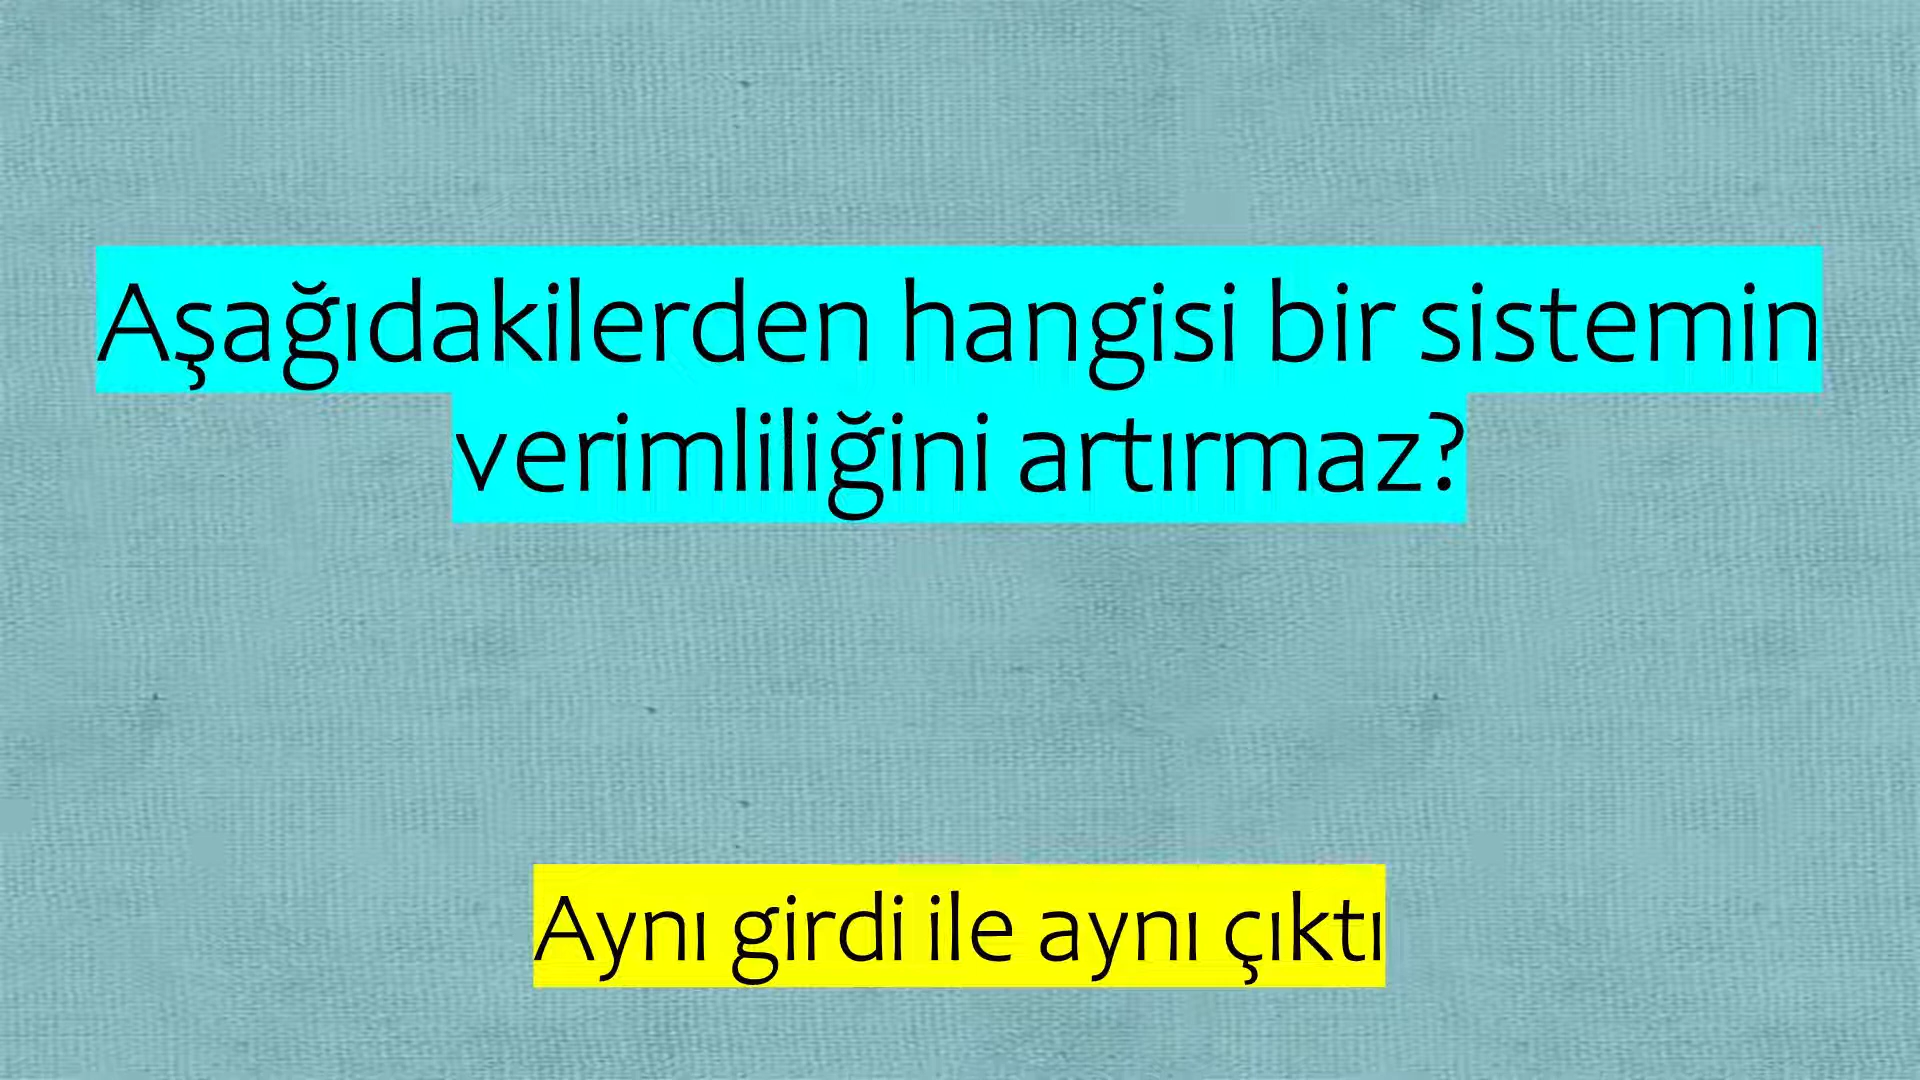 Aşağıdakilerden hangisi bir sistemin
verimliliğini artırmaz?
Aynı girdi ile aynı çıktı